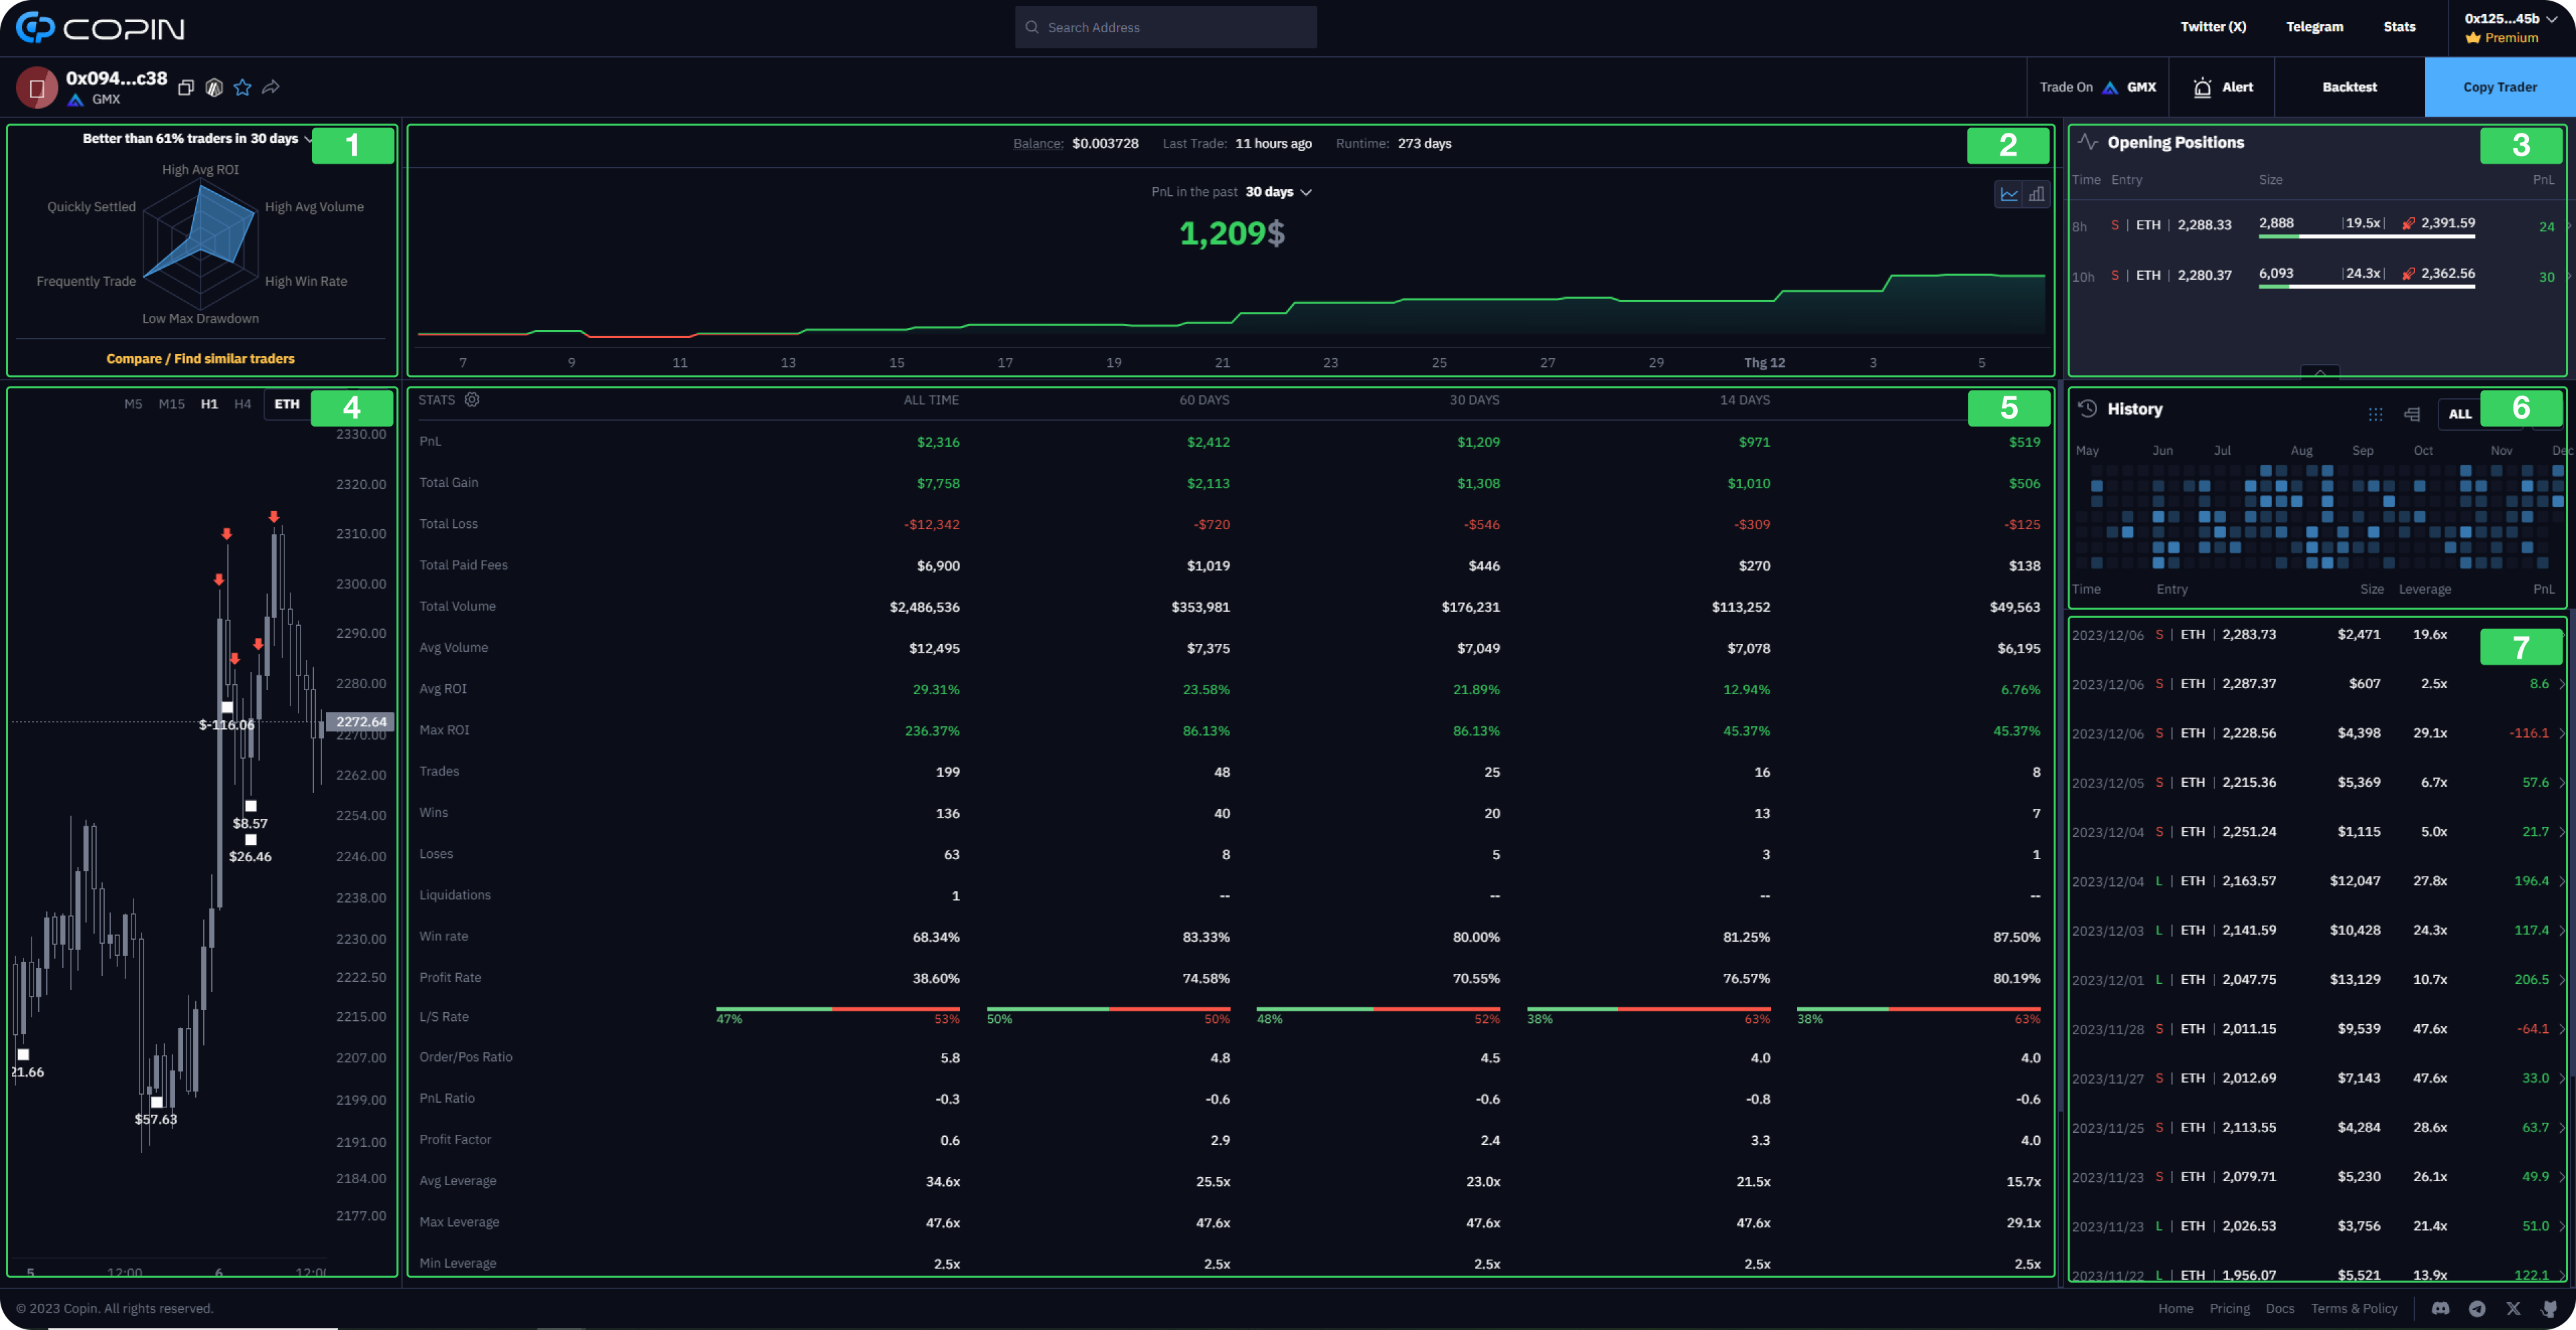 COPIN
Search Address
Twitter (X) Telegram Stats
0x125...45b
Premium
0x094...c38
GMX
Trade On GMX Alert Backtest Copy Trader
Better than 61% traders in 30 days
1
High Avg ROI
Quickly Settled High Avg Volume
Frequently Trade High Win Rate
Low Max Drawdown
Compare / Find similar traders
Balance: $0.003728 Last Trade: 11 hours ago Runtime: 273 days
2
PnL in the past 30 days
1,209$
7 9 11 13 15 17 19 21 23 25 27 29 Thg 12 3 5
Opening Positions
3
Time Entry Size PnL
8h S | ETH | 2,288.33 2,888 |19.5x| 2,391.59 24
10h S | ETH | 2,280.37 6,093 |24.3x| 2,362.56 30
M5 M15 H1 H4 ETH
4
2330.00
2320.00
2310.00
2300.00
2290.00
2280.00
2272.64
2270.00
2262.00
2254.00
2246.00
2238.00
2230.00
2222.50
2215.00
2207.00
2199.00
2191.00
2184.00
2177.00
$-116.06
$8.57
$26.46
21.66
$57.63
5 12:00 6 12:00
STATS ALL TIME 60 DAYS 30 DAYS 14 DAYS
5
PnL $2,316 $2,412 $1,209 $971 $519
Total Gain $7,758 $2,113 $1,308 $1,010 $506
Total Loss -$12,342 -$720 -$546 -$309 -$125
Total Paid Fees $6,900 $1,019 $446 $270 $138
Total Volume $2,486,536 $353,981 $176,231 $113,252 $49,563
Avg Volume $12,495 $7,375 $7,049 $7,078 $6,195
Avg ROI 29.31% 23.58% 21.89% 12.94% 6.76%
Max ROI 236.37% 86.13% 86.13% 45.37% 45.37%
Trades 199 48 25 16 8
Wins 136 40 20 13 7
Loses 63 8 5 3 1
Liquidations 1 -- -- -- --
Win rate 68.34% 83.33% 80.00% 81.25% 87.50%
Profit Rate 38.60% 74.58% 70.55% 76.57% 80.19%
L/S Rate 47% 53% 50% 50% 48% 52% 38% 63% 38% 63%
Order/Pos Ratio 5.8 4.8 4.5 4.0 4.0
PnL Ratio -0.3 -0.6 -0.6 -0.8 -0.6
Profit Factor 0.6 2.9 2.4 3.3 4.0
Avg Leverage 34.6x 25.5x 23.0x 21.5x 15.7x
Max Leverage 47.6x 47.6x 47.6x 47.6x 29.1x
Min Leverage 2.5x 2.5x 2.5x 2.5x 2.5x
History
ALL
6
May Jun Jul Aug Sep Oct Nov Dec
Time Entry Size Leverage PnL
7
2023/12/06 S | ETH | 2,283.73 $2,471 19.6x
2023/12/06 S | ETH | 2,287.37 $607 2.5x 8.6
2023/12/06 S | ETH | 2,228.56 $4,398 29.1x -116.1
2023/12/05 S | ETH | 2,215.36 $5,369 6.7x 57.6
2023/12/04 S | ETH | 2,251.24 $1,115 5.0x 21.7
2023/12/04 L | ETH | 2,163.57 $12,047 27.8x 196.4
2023/12/03 L | ETH | 2,141.59 $10,428 24.3x 117.4
2023/12/01 L | ETH | 2,047.75 $13,129 10.7x 206.5
2023/11/28 S | ETH | 2,011.15 $9,539 47.6x -64.1
2023/11/27 S | ETH | 2,012.69 $7,143 47.6x 33.0
2023/11/25 S | ETH | 2,113.55 $4,284 28.6x 63.7
2023/11/23 S | ETH | 2,079.71 $5,230 26.1x 49.9
2023/11/23 L | ETH | 2,026.53 $3,756 21.4x 51.0
2023/11/22 L | ETH | 1,956.07 $5,521 13.9x 122.1
© 2023 Copin. All rights reserved.
Home Pricing Docs Terms & Policy